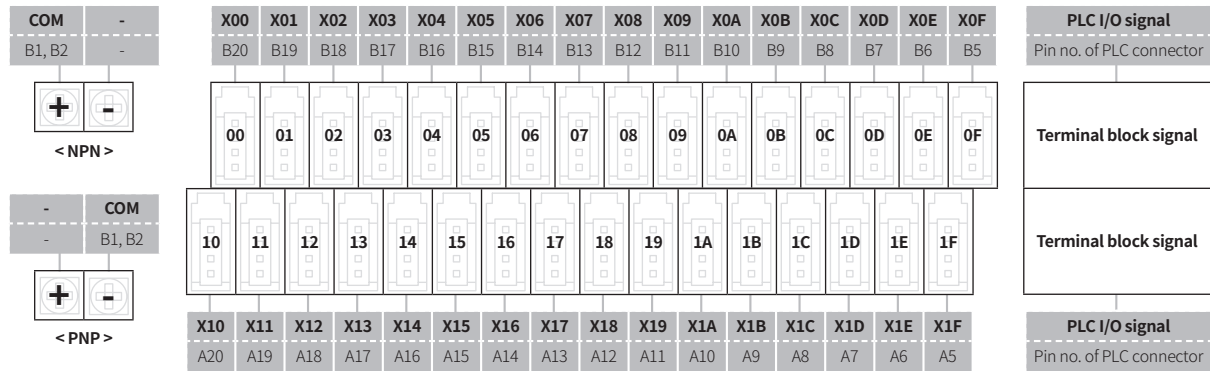 COM -
B1, B2 -
+ -
< NPN >
- COM
- B1, B2
+ -
< PNP >
X00 X01 X02 X03 X04 X05 X06 X07 X08 X09 X0A X0B X0C X0D X0E X0F
B20 B19 B18 B17 B16 B15 B14 B13 B12 B11 B10 B9 B8 B7 B6 B5
00 01 02 03 04 05 06 07 08 09 0A 0B 0C 0D 0E 0F
10 11 12 13 14 15 16 17 18 19 1A 1B 1C 1D 1E 1F
X10 X11 X12 X13 X14 X15 X16 X17 X18 X19 X1A X1B X1C X1D X1E X1F
A20 A19 A18 A17 A16 A15 A14 A13 A12 A11 A10 A9 A8 A7 A6 A5
PLC I/O signal
Pin no. of PLC connector
Terminal block signal
Terminal block signal
PLC I/O signal
Pin no. of PLC connector